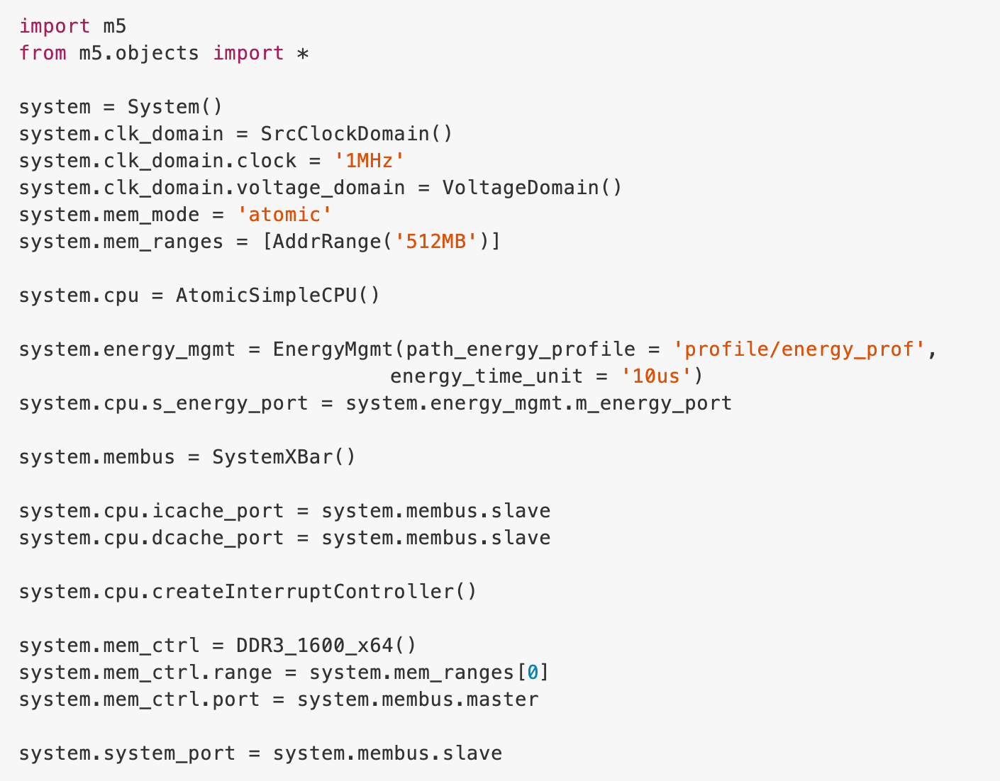 import m5
from m5.objects import *

system = System()
system.clk_domain = SrcClockDomain()
system.clk_domain.clock = '1MHz'
system.clk_domain.voltage_domain = VoltageDomain()
system.mem_mode = 'atomic'
system.mem_ranges = [AddrRange('512MB')]

system.cpu = AtomicSimpleCPU()

system.energy_mgmt = EnergyMgmt(path_energy_profile = 'profile/energy_prof',
                               energy_time_unit = '10us')
system.cpu.s_energy_port = system.energy_mgmt.m_energy_port

system.membus = SystemXBar()

system.cpu.icache_port = system.membus.slave
system.cpu.dcache_port = system.membus.slave

system.cpu.createInterruptController()

system.mem_ctrl = DDR3_1600_x64()
system.mem_ctrl.range = system.mem_ranges[0]
system.mem_ctrl.port = system.membus.master

system.system_port = system.membus.slave